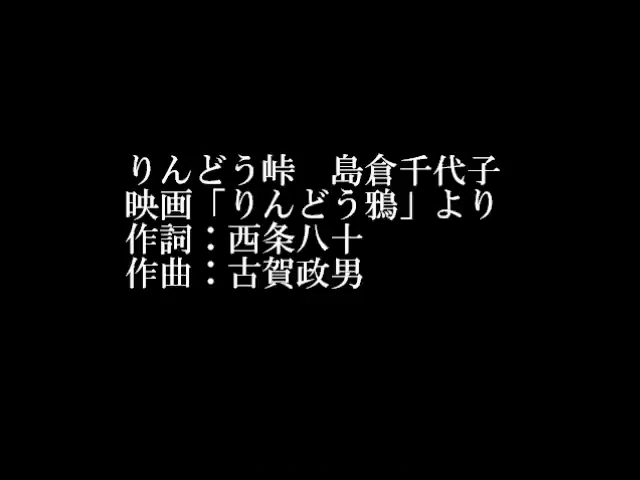 りんどう峠　島倉千代子
映画「りんどう鴉」より
作詞：西条八十
作曲：古賀政男